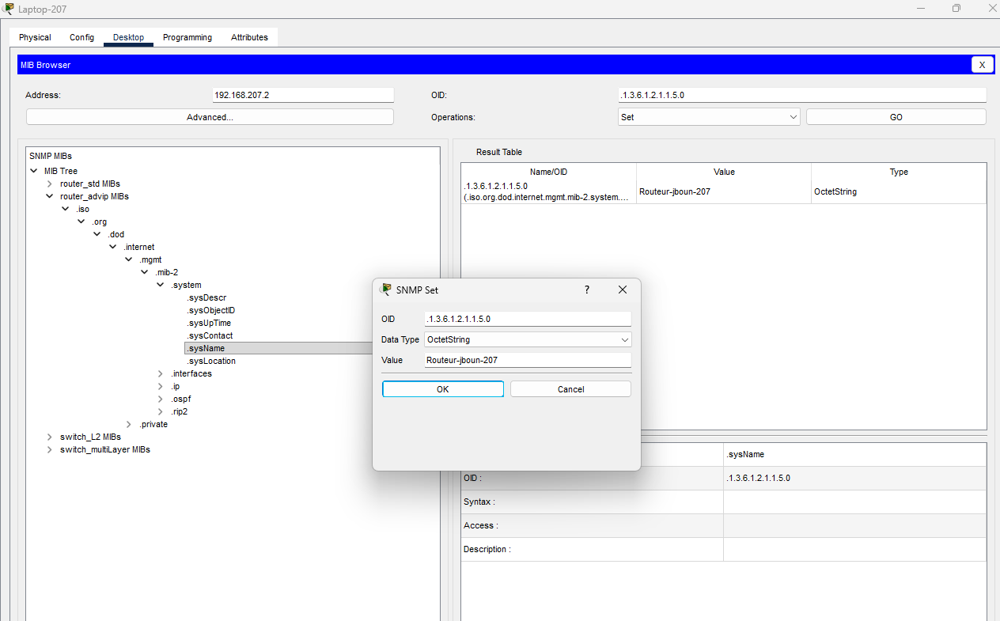 Laptop-207
Physical Config Desktop Programming Attributes
MIB Browser X
Address: 192.168.207.2 OID: .1.3.6.1.2.1.1.5.0
Advanced... Operations: Set GO
SNMP MIBs
MIB Tree
router_std MIBs
router_advip MIBs
.iso
.org
.dod
.internet
.mgmt
.mib-2
.system
.sysDescr
.sysObjectID
.sysUpTime
.sysContact
.sysName
.sysLocation
.interfaces
.ip
.ospf
.rip2
.private
switch_L2 MIBs
switch_multiLayer MIBs
Result Table
Name/OID Value Type
.1.3.6.1.2.1.1.5.0
(.iso.org.dod.internet.mgmt.mib-2.system.... Routeur-jboun-207 OctetString
SNMP Set ?
OID .1.3.6.1.2.1.1.5.0
Data Type OctetString
Value Routeur-jboun-207
OK Cancel
.sysName
OID : .1.3.6.1.2.1.1.5.0
Syntax :
Access :
Description :